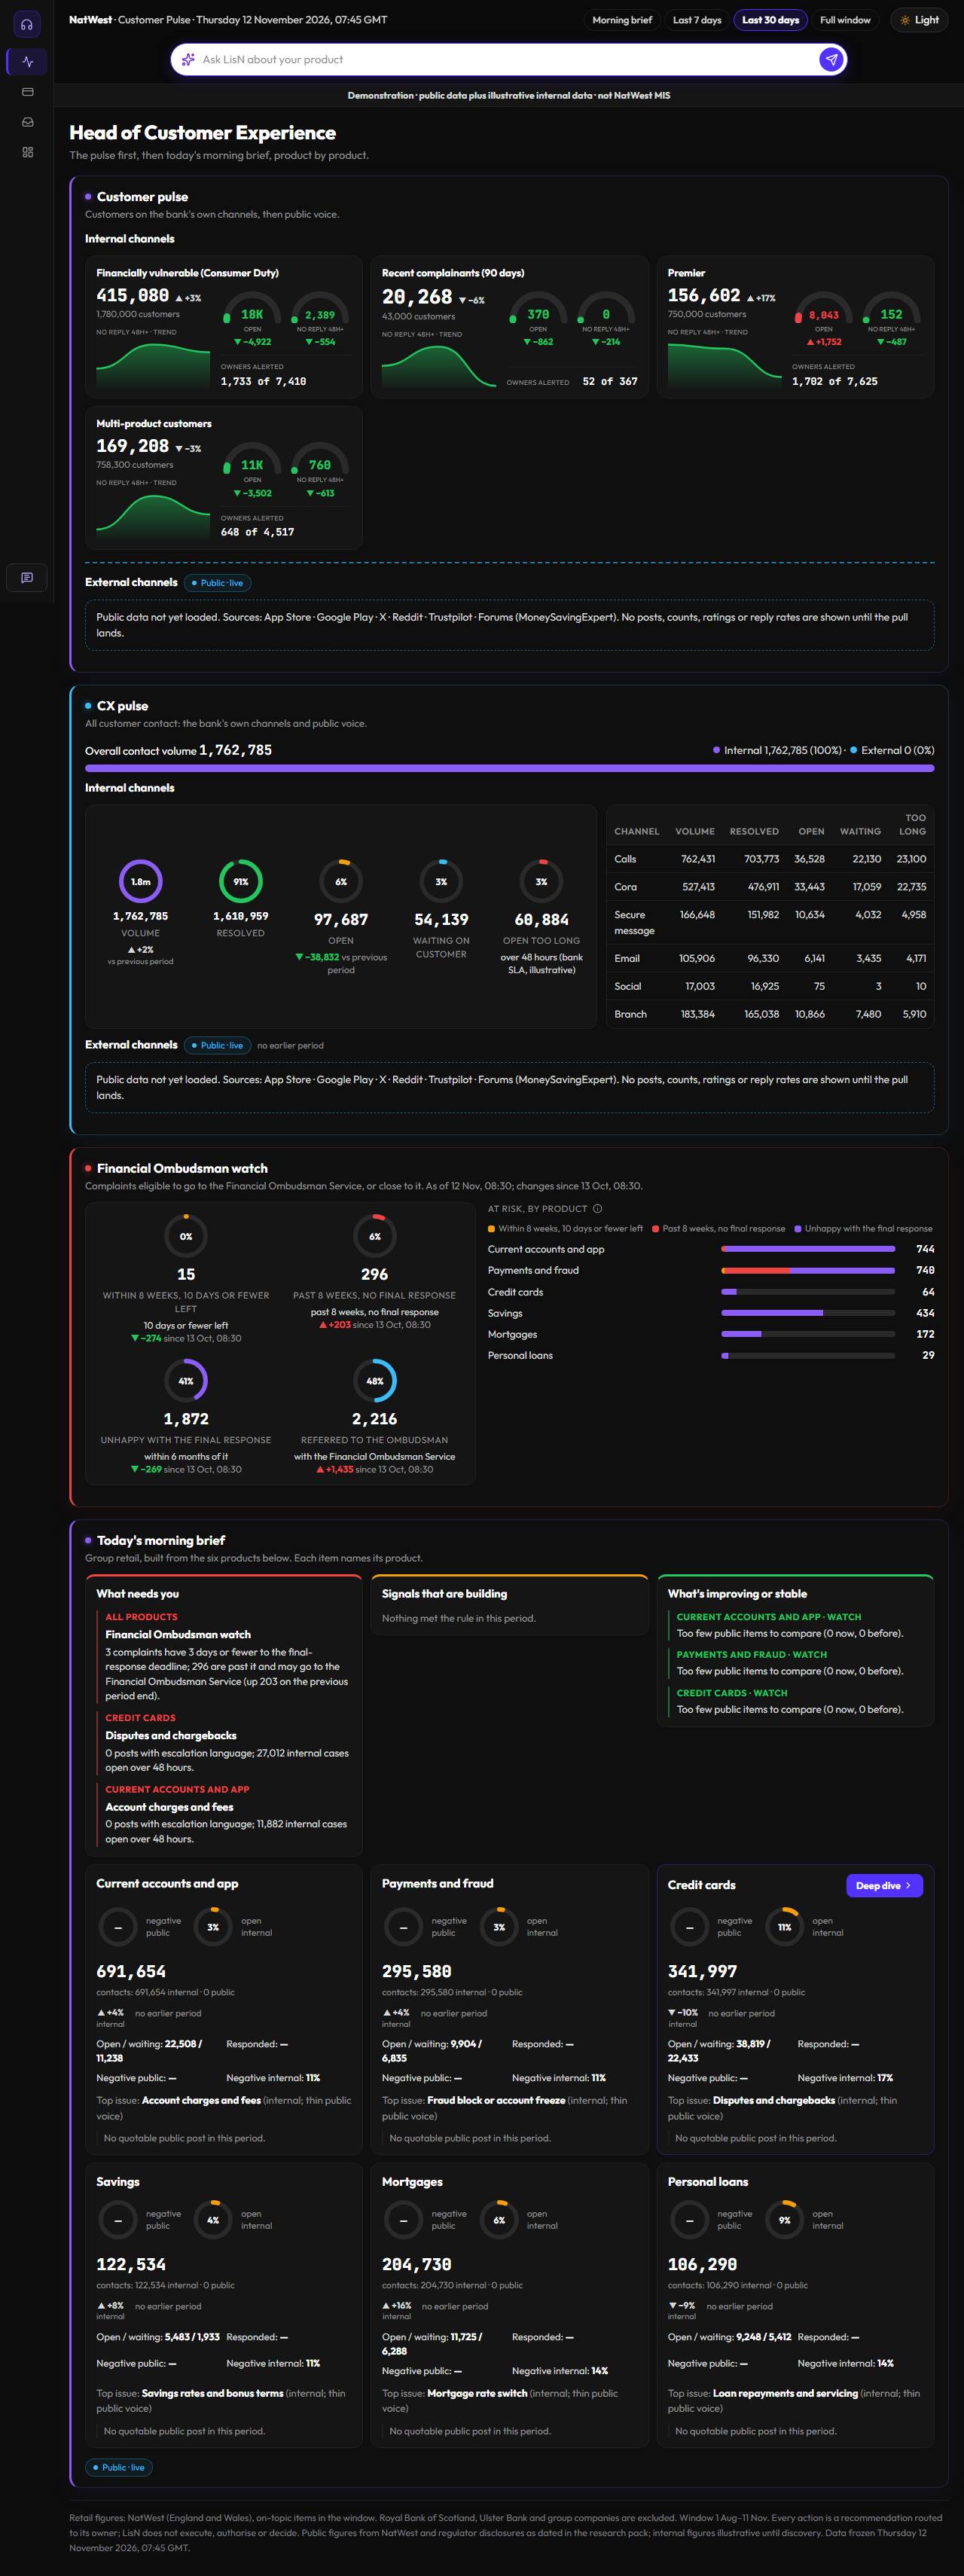 NatWest · Customer Pulse · Thursday 12 November 2026, 07:45 GMT
Morning brief
Last 7 days
Last 30 days
Full window
Light
Ask LisN about your product
Demonstration · public data plus illustrative internal data · not NatWest MIS
Head of Customer Experience
The pulse first, then today's morning brief, product by product.
Customer pulse
Customers on the bank's own channels, then public voice.
Internal channels
Financially vulnerable (Consumer Duty)
415,080 ▲ +3%
1,780,000 customers
NO REPLY 48H+ · TREND
18K
OPEN
▼ −4,922
2,389
NO REPLY 48H+
▼ −554
OWNERS ALERTED
1,733 of 7,410
Recent complainants (90 days)
20,268 ▼ −6%
43,000 customers
NO REPLY 48H+ · TREND
370
OPEN
▼ −862
0
NO REPLY 48H+
▼ −214
OWNERS ALERTED 52 of 367
Premier
156,602 ▲ +17%
750,000 customers
NO REPLY 48H+ · TREND
8,043
OPEN
▲ +1,752
152
NO REPLY 48H+
▼ −487
OWNERS ALERTED
1,702 of 7,625
Multi-product customers
169,208 ▼ −3%
758,300 customers
NO REPLY 48H+ · TREND
11K
OPEN
▼ −3,502
760
NO REPLY 48H+
▼ −613
OWNERS ALERTED
648 of 4,517
External channels
Public · live
Public data not yet loaded. Sources: App Store · Google Play · X · Reddit · Trustpilot · Forums (MoneySavingExpert). No posts, counts, ratings or reply rates are shown until the pull
lands.
CX pulse
All customer contact: the bank's own channels and public voice.
Overall contact volume 1,762,785
Internal 1,762,785 (100%) · External 0 (0%)
Internal channels
1.8m
1,762,785
VOLUME
▲ +2%
vs previous period
91%
1,610,959
RESOLVED
6%
97,687
OPEN
▼ −38,832 vs previous
period
3%
54,139
WAITING ON
CUSTOMER
3%
60,884
OPEN TOO LONG
over 48 hours (bank
SLA, illustrative)
CHANNEL VOLUME RESOLVED OPEN WAITING TOO
LONG
Calls 762,431 703,773 36,528 22,130 23,100
Cora 527,413 476,911 33,443 17,059 22,735
Secure
message 166,648 151,982 10,634 4,032 4,958
Email 105,906 96,330 6,141 3,435 4,171
Social 17,003 16,925 75 3 10
Branch 183,384 165,038 10,866 7,480 5,910
External channels
Public · live
no earlier period
Public data not yet loaded. Sources: App Store · Google Play · X · Reddit · Trustpilot · Forums (MoneySavingExpert). No posts, counts, ratings or reply rates are shown until the pull
lands.
Financial Ombudsman watch
Complaints eligible to go to the Financial Ombudsman Service, or close to it. As of 12 Nov, 08:30; changes since 13 Oct, 08:30.
0%
15
WITHIN 8 WEEKS, 10 DAYS OR FEWER
LEFT
10 days or fewer left
▼ −274 since 13 Oct, 08:30
6%
296
PAST 8 WEEKS, NO FINAL RESPONSE
past 8 weeks, no final response
▲ +203 since 13 Oct, 08:30
41%
1,872
UNHAPPY WITH THE FINAL RESPONSE
within 6 months of it
▼ −269 since 13 Oct, 08:30
48%
2,216
REFERRED TO THE OMBUDSMAN
with the Financial Ombudsman Service
▲ +1,435 since 13 Oct, 08:30
AT RISK, BY PRODUCT
Within 8 weeks, 10 days or fewer left Past 8 weeks, no final response Unhappy with the final response
Current accounts and app 744
Payments and fraud 740
Credit cards 64
Savings 434
Mortgages 172
Personal loans 29
Today's morning brief
Group retail, built from the six products below. Each item names its product.
What needs you
ALL PRODUCTS
Financial Ombudsman watch
3 complaints have 3 days or fewer to the final-
response deadline; 296 are past it and may go to the
Financial Ombudsman Service (up 203 on the previous
period end).
CREDIT CARDS
Disputes and chargebacks
0 posts with escalation language; 27,012 internal cases
open over 48 hours.
CURRENT ACCOUNTS AND APP
Account charges and fees
0 posts with escalation language; 11,882 internal cases
open over 48 hours.
Signals that are building
Nothing met the rule in this period.
What's improving or stable
CURRENT ACCOUNTS AND APP · WATCH
Too few public items to compare (0 now, 0 before).
PAYMENTS AND FRAUD · WATCH
Too few public items to compare (0 now, 0 before).
CREDIT CARDS · WATCH
Too few public items to compare (0 now, 0 before).
Current accounts and app
–
negative
public
3%
open
internal
691,654
contacts: 691,654 internal · 0 public
▲ +4% no earlier period
internal
Open / waiting: 22,508 /
11,238
Responded: —
Negative public: — Negative internal: 11%
Top issue: Account charges and fees (internal; thin public
voice)
No quotable public post in this period.
Payments and fraud
–
negative
public
3%
open
internal
295,580
contacts: 295,580 internal · 0 public
▲ +4% no earlier period
internal
Open / waiting: 9,904 /
6,835
Responded: —
Negative public: — Negative internal: 11%
Top issue: Fraud block or account freeze (internal; thin
public voice)
No quotable public post in this period.
Credit cards
Deep dive
–
negative
public
11%
open
internal
341,997
contacts: 341,997 internal · 0 public
▼ −10% no earlier period
internal
Open / waiting: 38,819 /
22,433
Responded: —
Negative public: — Negative internal: 17%
Top issue: Disputes and chargebacks (internal; thin
public voice)
No quotable public post in this period.
Savings
–
negative
public
4%
open
internal
122,534
contacts: 122,534 internal · 0 public
▲ +8% no earlier period
internal
Open / waiting: 5,483 / 1,933 Responded: —
Negative public: — Negative internal: 11%
Top issue: Savings rates and bonus terms (internal; thin
public voice)
No quotable public post in this period.
Mortgages
–
negative
public
6%
open
internal
204,730
contacts: 204,730 internal · 0 public
▲ +16% no earlier period
internal
Open / waiting: 11,725 /
6,288
Responded: —
Negative public: — Negative internal: 14%
Top issue: Mortgage rate switch (internal; thin public
voice)
No quotable public post in this period.
Personal loans
–
negative
public
9%
open
internal
106,290
contacts: 106,290 internal · 0 public
▼ −9% no earlier period
internal
Open / waiting: 9,248 / 5,412 Responded: —
Negative public: — Negative internal: 14%
Top issue: Loan repayments and servicing (internal; thin
public voice)
No quotable public post in this period.
Public · live
Retail figures: NatWest (England and Wales), on-topic items in the window. Royal Bank of Scotland, Ulster Bank and group companies are excluded. Window 1 Aug–11 Nov. Every action is a recommendation routed
to its owner; LisN does not execute, authorise or decide. Public figures from NatWest and regulator disclosures as dated in the research pack; internal figures illustrative until discovery. Data frozen Thursday 12
November 2026, 07:45 GMT.